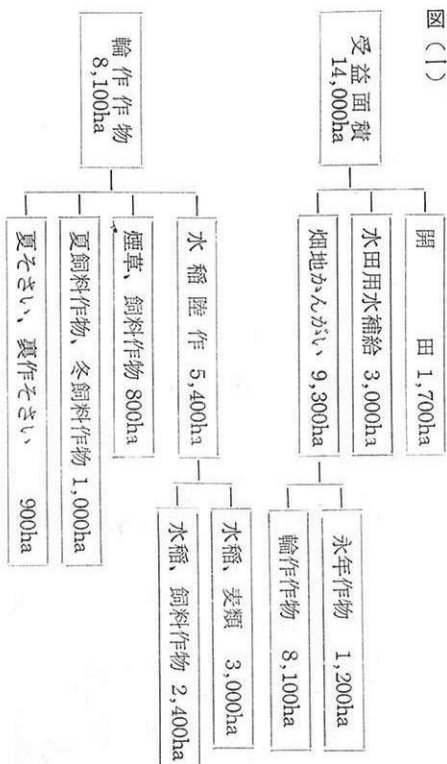 図(I)
受益面積
14,000ha
開　　田 1,700ha
水田用水補給 3,000ha
畑地かんがい 9,300ha
永年作物　1,200ha
輪作作物　8,100ha
輪作作物
8,100ha
水稲陸作 5,400ha
水稲、麦類　3,000ha
水稲、飼料作物 2,400ha
煙草、飼料作物 800ha
夏飼料作物、冬飼料作物 1,000ha
夏そさい、裏作そさい　900ha